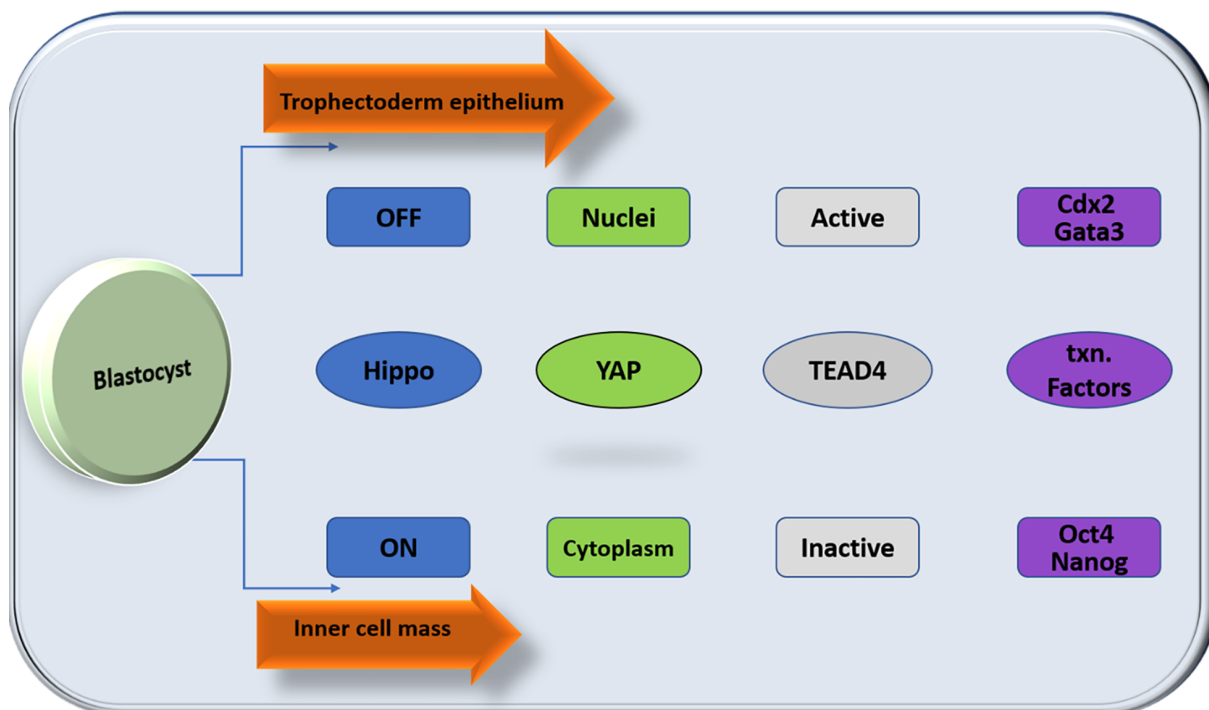 Trophectoderm epithelium
OFF
Nuclei
Active
Cdx2
Gata3
Blastocyst
Hippo
YAP
TEAD4
txn.
Factors
ON
Cytoplasm
Inactive
Oct4
Nanog
Inner cell mass